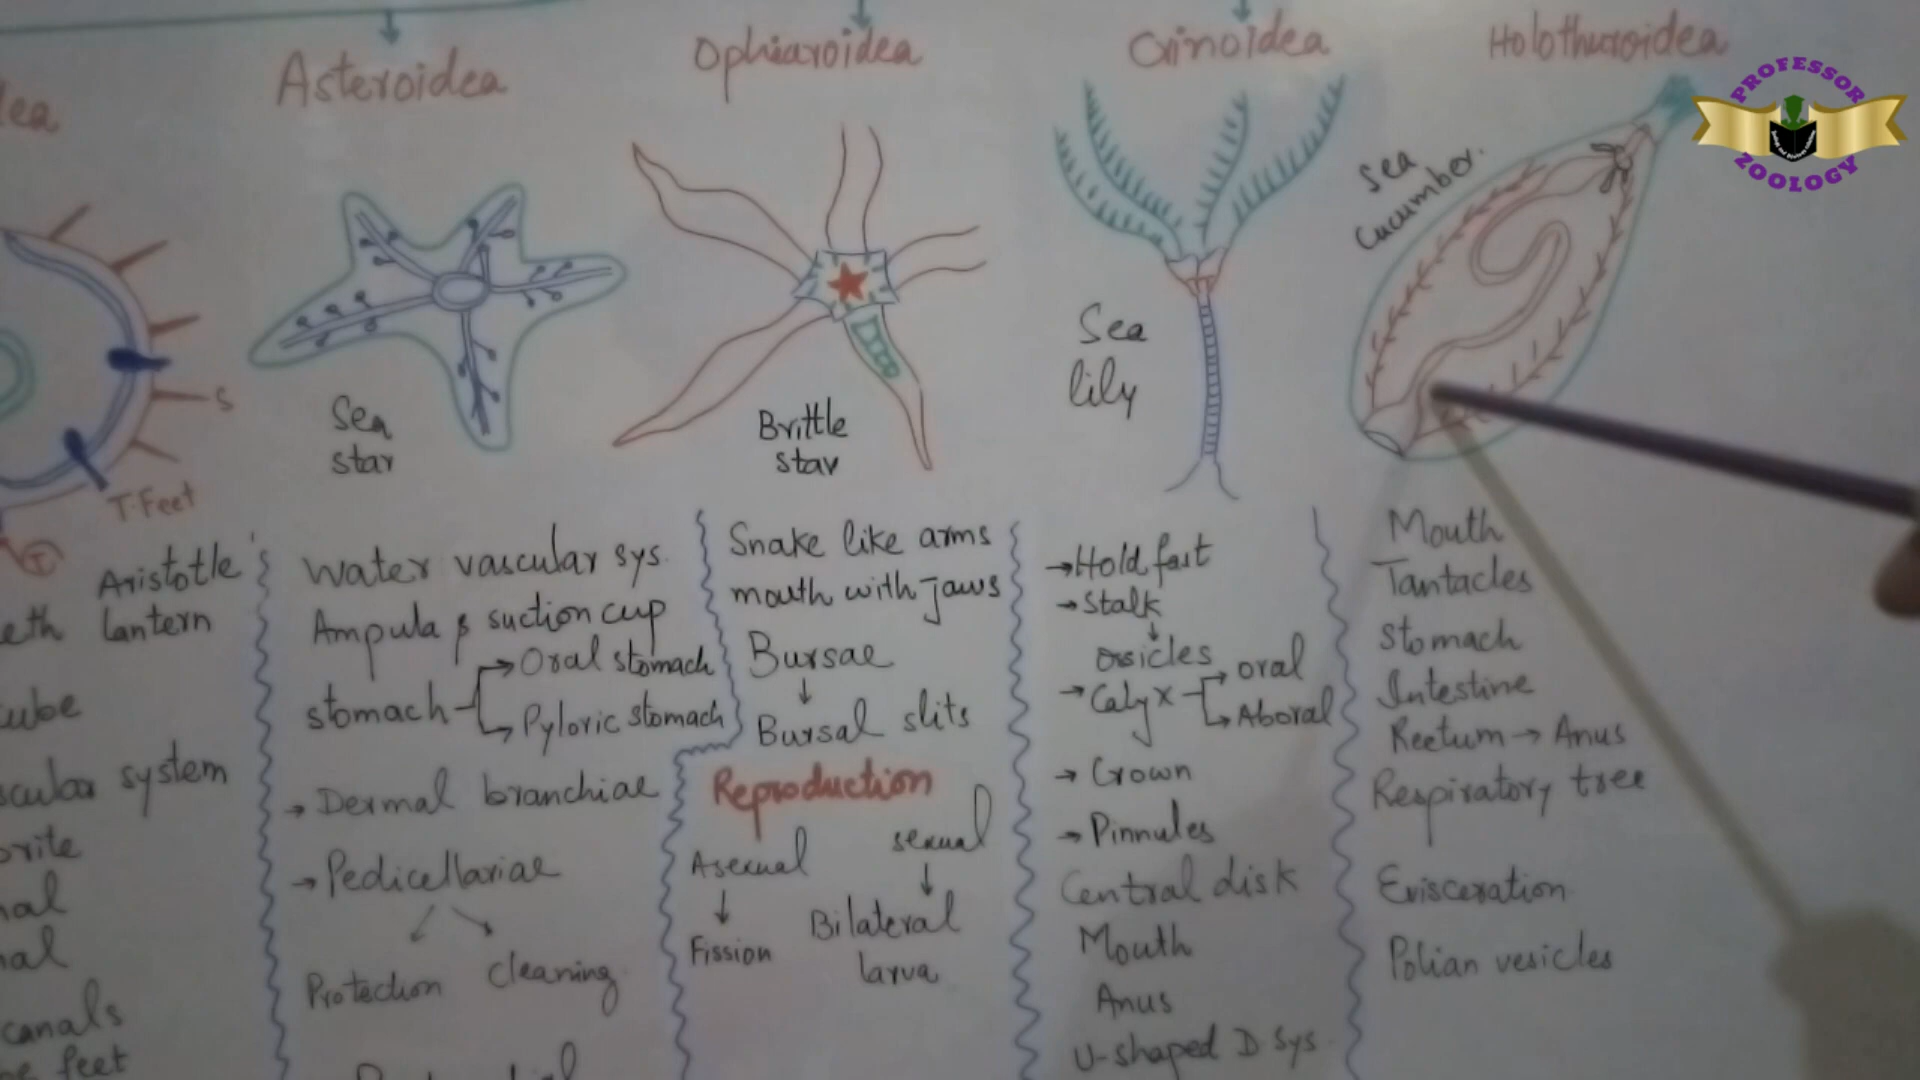 Asteroidea
Ophiuroidea
Crinoidea
Holothuroidea
PROFESSOR
ZOOLOGY
Sea
Cucumber.
Sea
star
Brittle
star
Sea
lily
S
T.Feet
T
Aristotle's
lantern
Water vascular sys.
Ampula & suction cup
stomach → Oral stomach
→ Pyloric stomach
→ Dermal branchiae
→ Pedicellariae
Protection cleaning
Snake like arms
mouth with jaws
Bursae
↓
Bursal slits
Reproduction
Asexual sexual
↓ ↓
Fission Bilateral
larva
→ Hold fast
→ Stalk
↓
ossicles
→ Calyx → oral
→ Aboral
→ Crown
→ Pinnules
Central disk
Mouth
Anus
U-shaped D sys
Mouth
Tantacles
Stomach
Intestine
Rectum → Anus
Respiratory tree
Evisceration
Polian vesicles
canals
feet